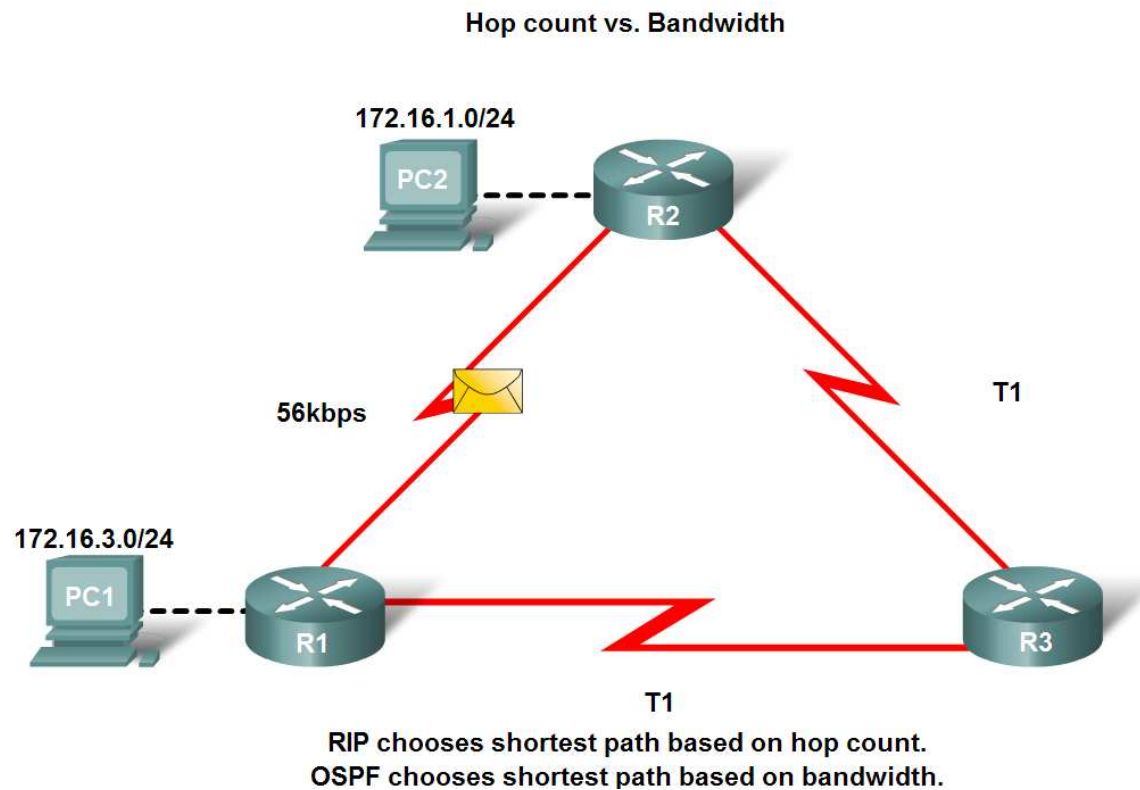 Hop count vs. Bandwidth
172.16.1.0/24
PC2
R2
56kbps
T1
172.16.3.0/24
PC1
R1
R3
T1
RIP chooses shortest path based on hop count.
OSPF chooses shortest path based on bandwidth.